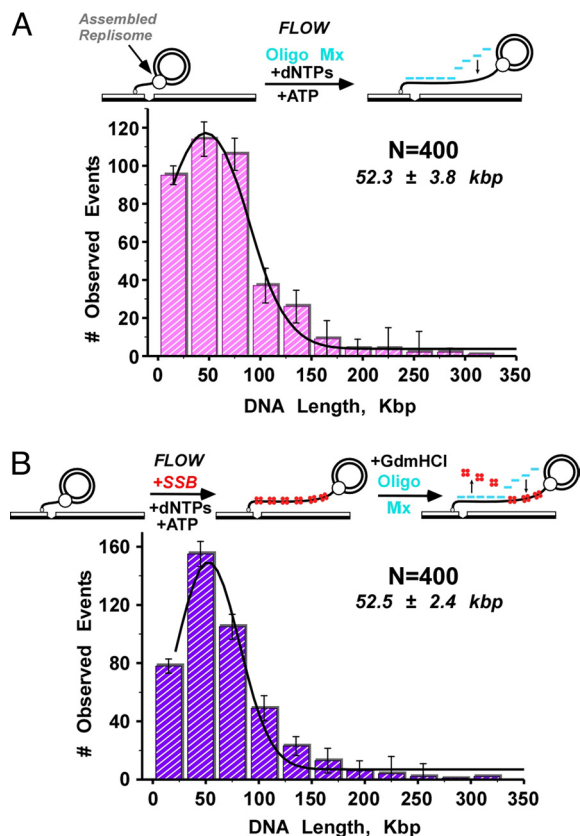 A
Assembled
Replisome
FLOW
Oligo Mx
+dNTPs
+ATP
N=400
52.3 ± 3.8 kbp
# Observed Events
120
100
80
60
40
20
0
0 50 100 150 200 250 300 350
DNA Length, Kbp
B
FLOW
+SSB
+dNTPs
+ATP
+GdmHCl
Oligo
Mx
N=400
52.5 ± 2.4 kbp
# Observed Events
160
120
80
40
0
0 50 100 150 200 250 300 350
DNA Length, Kbp